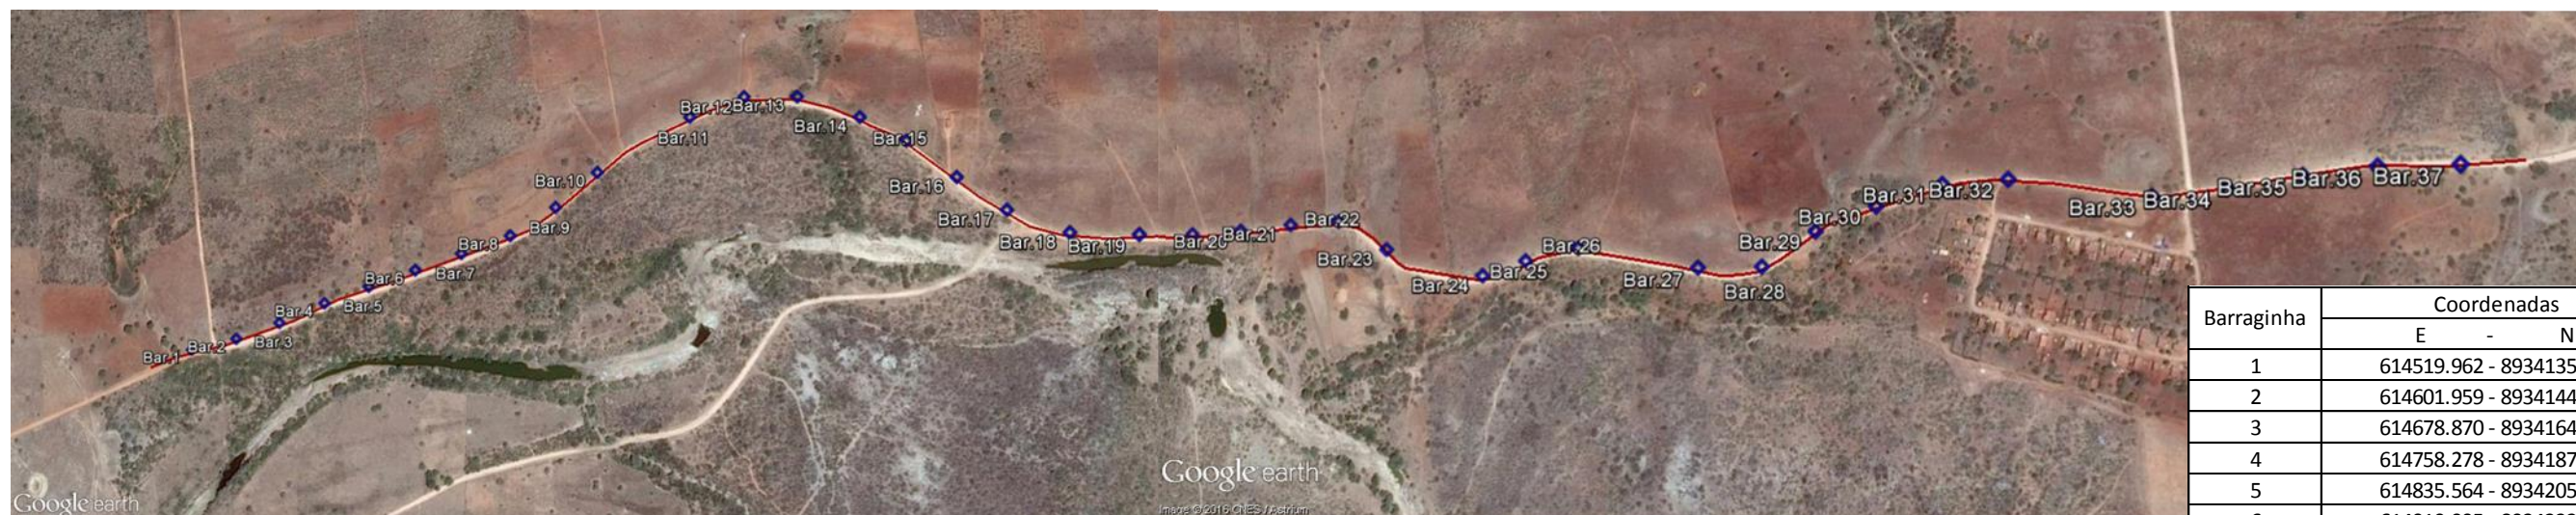 Bar.1
Bar.2
Bar.3
Bar.4
Bar.5
Bar.6
Bar.7
Bar.8
Bar.9
Bar.10
Bar.11
Bar.12
Bar.13
Bar.14
Bar.15
Bar.16
Bar.17
Bar.18
Bar.19
Bar.20
Bar.21
Bar.22
Bar.23
Bar.24
Bar.25
Bar.26
Bar.27
Bar.28
Bar.29
Bar.30
Bar.31
Bar.32
Bar.33
Bar.34
Bar.35
Bar.36
Bar.37
Google earth
Google earth
Image © 2016 CNES / Astrium
Barraginha Coordenadas
E - N
1 614519.962 - 8934135
2 614601.959 - 8934144
3 614678.870 - 8934164
4 614758.278 - 8934187
5 614835.564 - 8934205